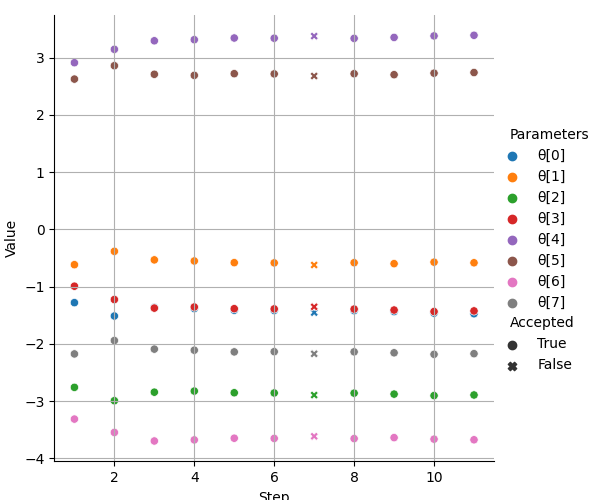 3
2
1
0
−1
−2
−3
−4
Value
2
4
6
8
10
Step
Parameters
θ[0]
θ[1]
θ[2]
θ[3]
θ[4]
θ[5]
θ[6]
θ[7]
Accepted
True
False